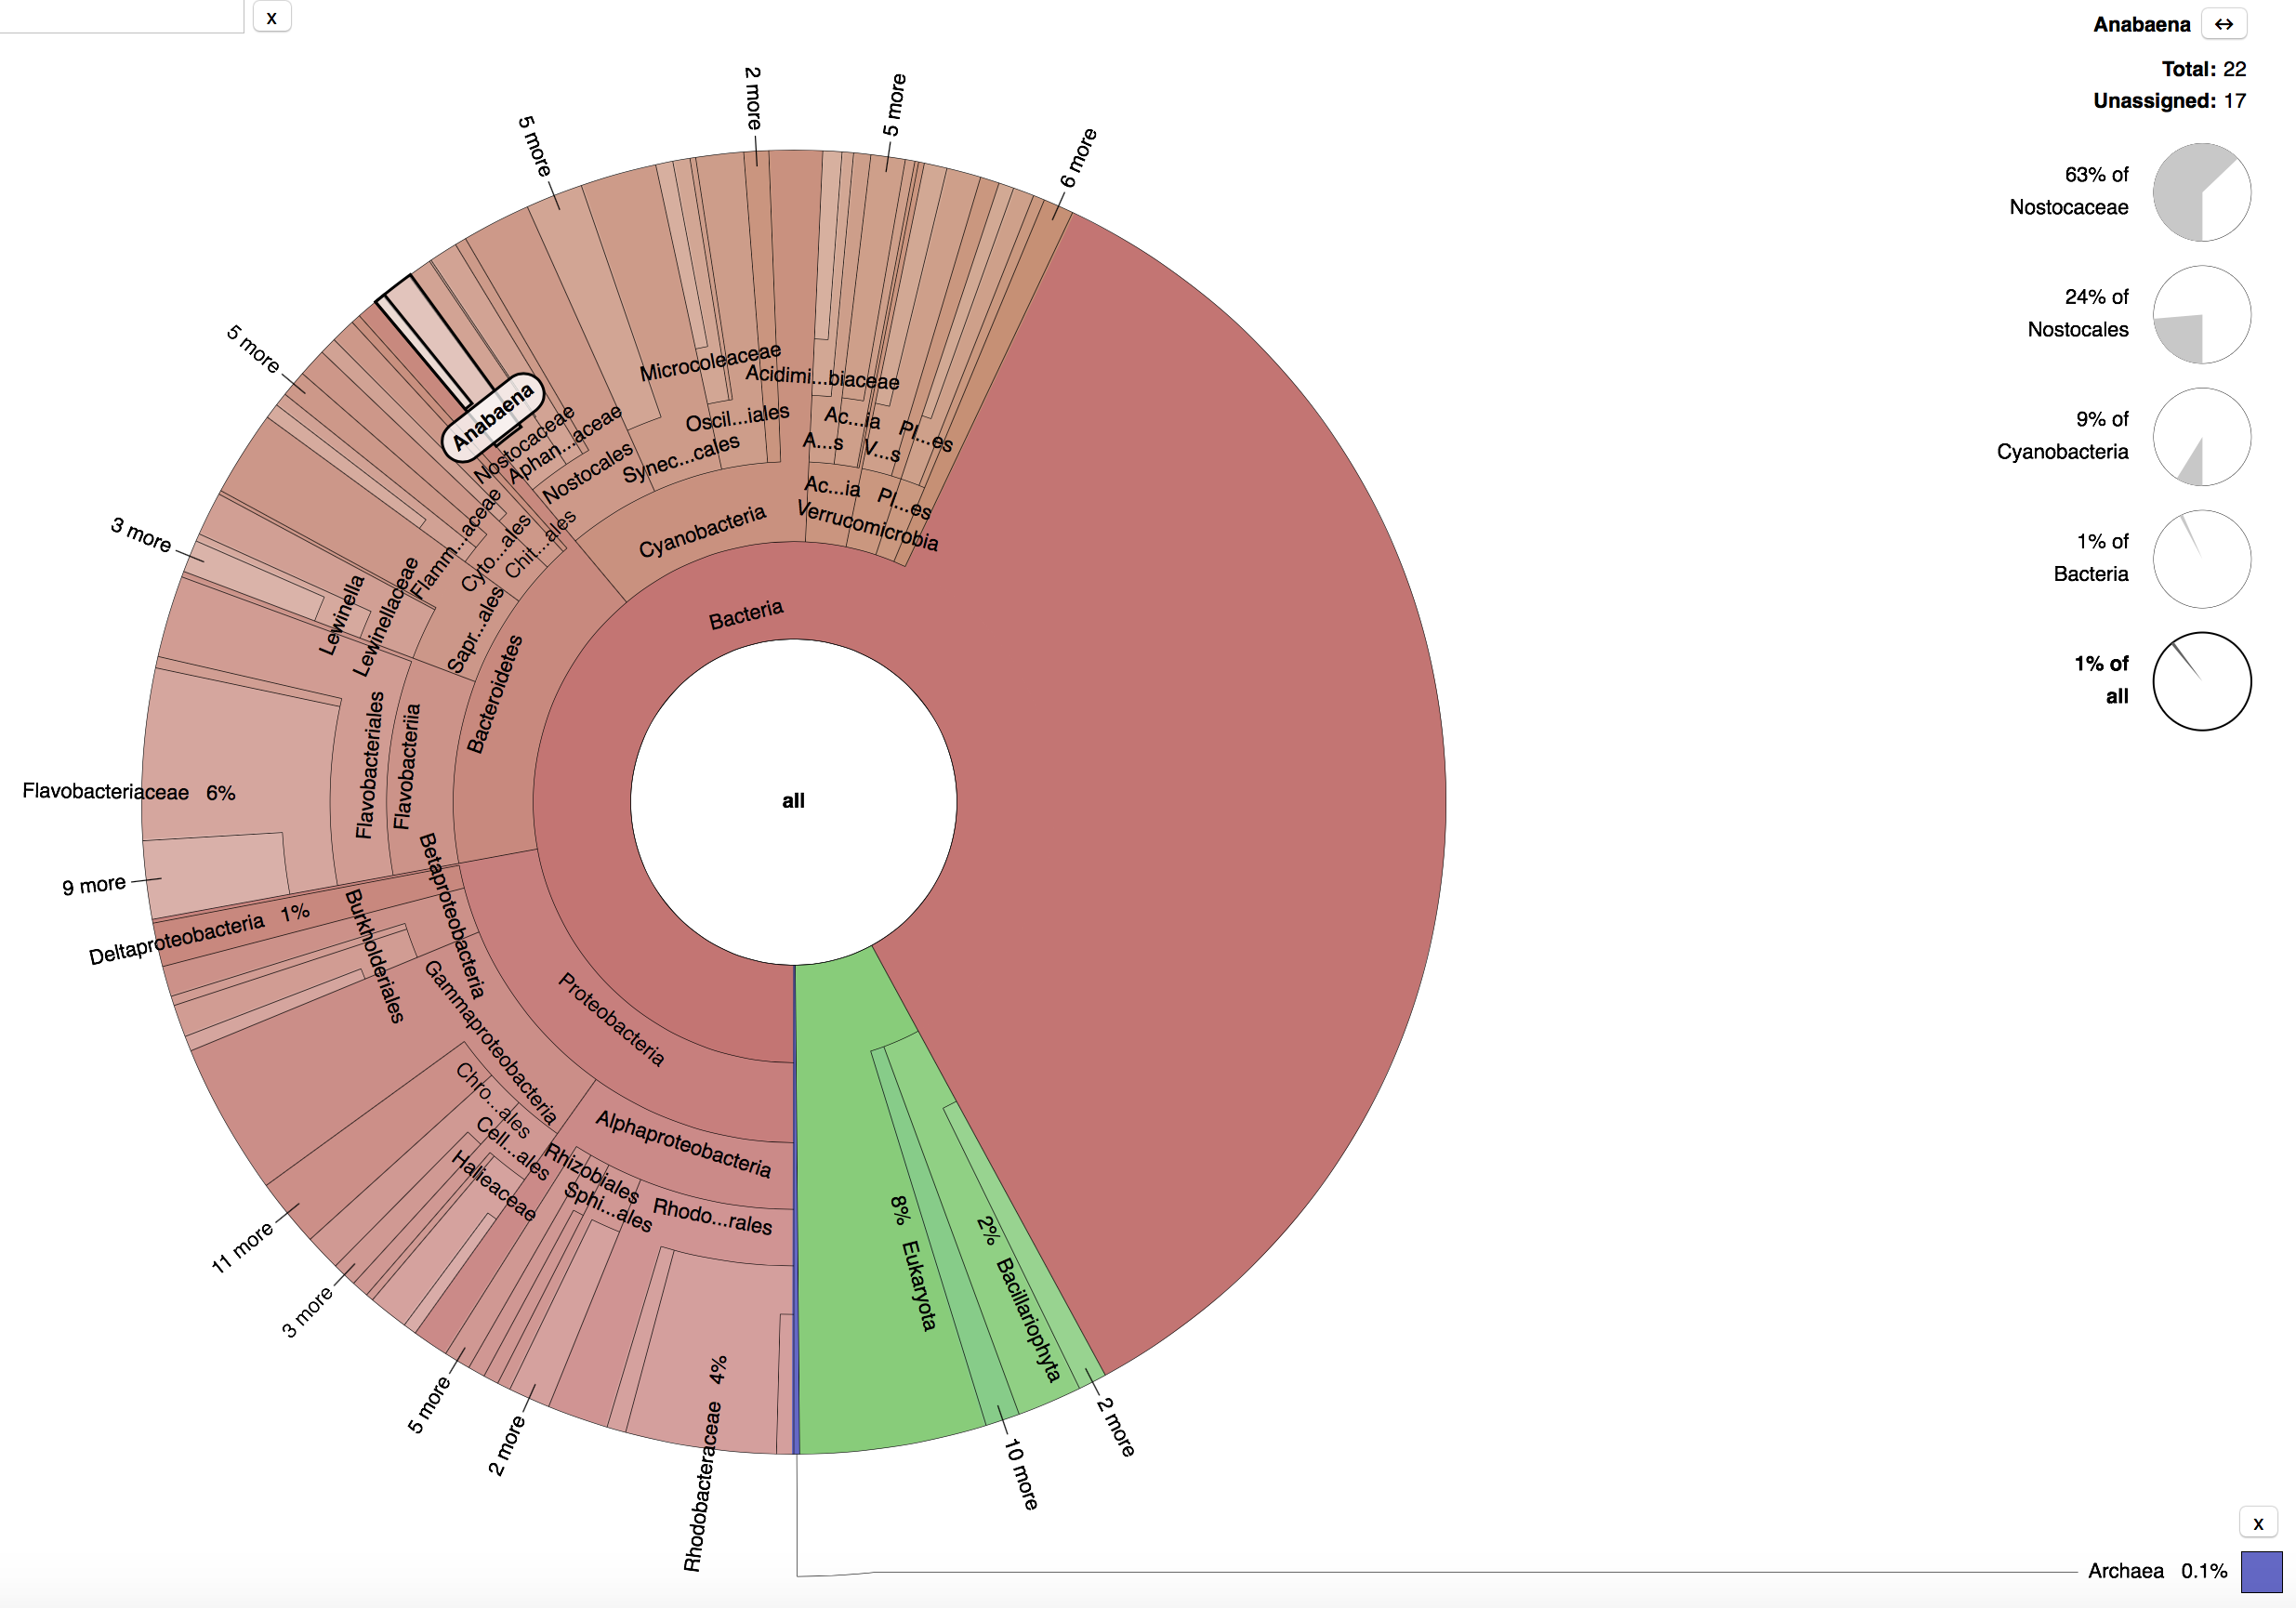 x
Anabaena ↔
Total: 22
Unassigned: 17
63% of
Nostocaceae
24% of
Nostocales
9% of
Cyanobacteria
1% of
Bacteria
1% of
all
2 more
5 more
6 more
5 more
5 more
3 more
Microcoleaceae
Acidimi...biaceae
Anabaena
Nostocaceae
Aphan...aceae
Oscil...iales
Ac...ia
Pl...es
Nostocales
Synec...cales
A...s
V...s
Flamm...aceae
Cyto...ales
Chit...ales
Cyanobacteria
Ac...ia
Pl...es
Verrucomicrobia
Lewinella
Lewinellaceae
Sapr...ales
Bacteroidetes
Bacteria
Flavobacteriales
Flavobacteriia
all
Flavobacteriaceae 6%
9 more
Deltaproteobacteria 1%
Burkholderiales
Betaproteobacteria
Gammaproteobacteria
Proteobacteria
Chro...ales
Cell...ales
Halieaceae
Alphaproteobacteria
Rhizobiales
Sphi...ales
Rhodo...rales
11 more
3 more
5 more
2 more
Rhodobacteraceae 4%
8% Eukaryota
2% Bacillariophyta
10 more
2 more
x
Archaea 0.1%